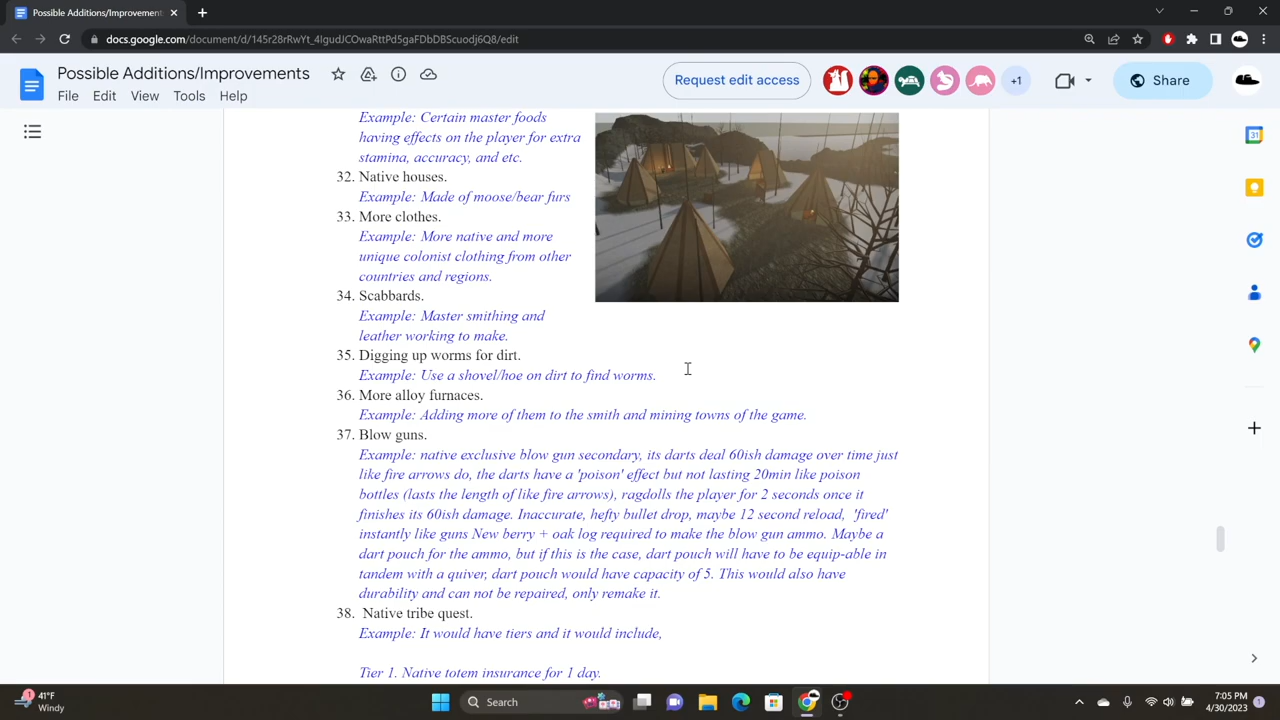 Possible Additions/Improvements
docs.google.com/document/d/145r28rRwYt_4IgudJCOwaRttPd5gaFDbDBScuodj6Q8/edit
Possible Additions/Improvements
File Edit View Tools Help
Request edit access
+1
Share
Example: Certain master foods
having effects on the player for extra
stamina, accuracy, and etc.
32. Native houses.
Example: Made of moose/bear furs
33. More clothes.
Example: More native and more
unique colonist clothing from other
countries and regions.
34. Scabbards.
Example: Master smithing and
leather working to make.
35. Digging up worms for dirt.
Example: Use a shovel/hoe on dirt to find worms.
36. More alloy furnaces.
Example: Adding more of them to the smith and mining towns of the game.
37. Blow guns.
Example: native exclusive blow gun secondary, its darts deal 60ish damage over time just
like fire arrows do, the darts have a 'poison' effect but not lasting 20min like poison
bottles (lasts the length of like fire arrows), ragdolls the player for 2 seconds once it
finishes its 60ish damage. Inaccurate, hefty bullet drop, maybe 12 second reload, 'fired'
instantly like guns New berry + oak log required to make the blow gun ammo. Maybe a
dart pouch for the ammo, but if this is the case, dart pouch will have to be equip-able in
tandem with a quiver, dart pouch would have capacity of 5. This would also have
durability and can not be repaired, only remake it.
38. Native tribe quest.
Example: It would have tiers and it would include,
Tier 1. Native totem insurance for 1 day.
31
1
41°F
Windy
Search
7:05 PM
4/30/2023
1